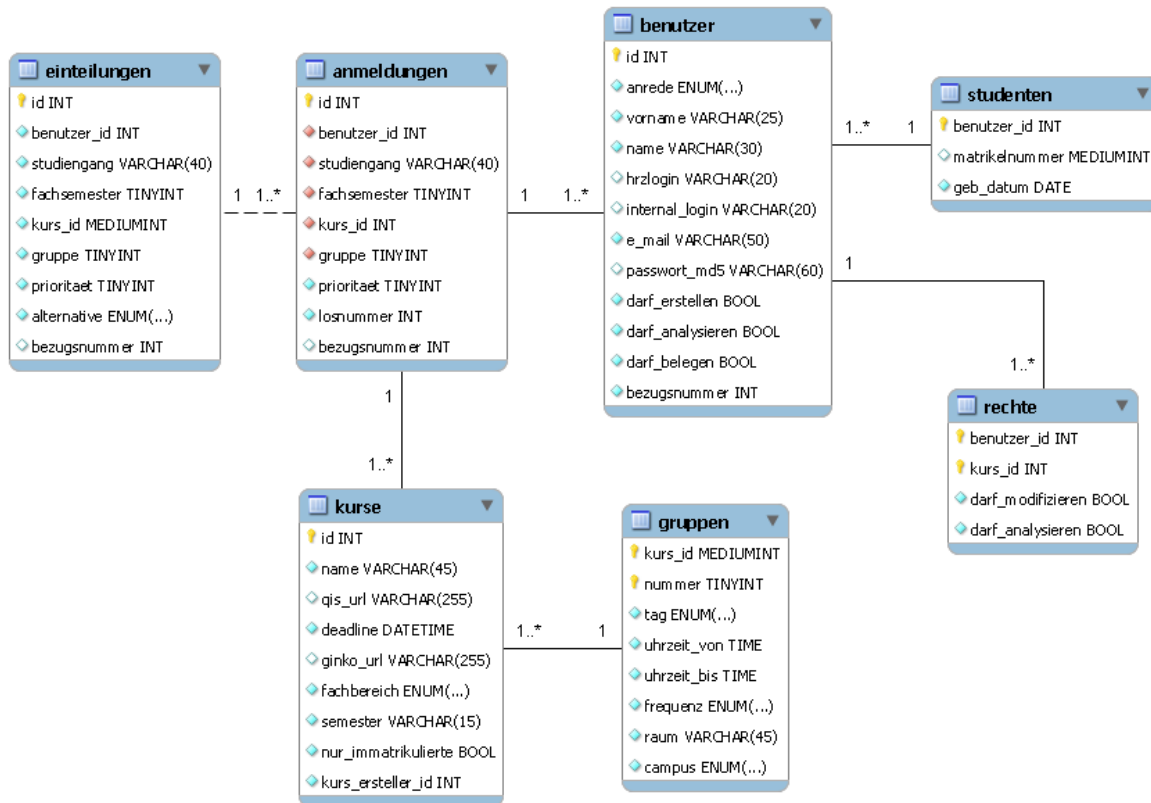 einteilungen
id INT
benutzer_id INT
studiengang VARCHAR(40)
fachsemester TINYINT
kurs_id MEDIUMINT
gruppe TINYINT
prioritaet TINYINT
alternative ENUM(...)
bezugsnummer INT
1
1..*
anmeldungen
id INT
benutzer_id INT
studiengang VARCHAR(40)
fachsemester TINYINT
kurs_id INT
gruppe TINYINT
prioritaet TINYINT
losnummer INT
bezugsnummer INT
1
1..*
benutzer
id INT
anrede ENUM(...)
vorname VARCHAR(25)
name VARCHAR(30)
hrzlogin VARCHAR(20)
internal_login VARCHAR(20)
e_mail VARCHAR(50)
passwort_md5 VARCHAR(60)
darf_erstellen BOOL
darf_analysieren BOOL
darf_belegen BOOL
bezugsnummer INT
1..*
1
studenten
benutzer_id INT
matrikelnummer MEDIUMINT
geb_datum DATE
1
1..*
rechte
benutzer_id INT
kurs_id INT
darf_modifizieren BOOL
darf_analysieren BOOL
1
1..*
kurse
id INT
name VARCHAR(45)
qis_url VARCHAR(255)
deadline DATETIME
ginko_url VARCHAR(255)
fachbereich ENUM(...)
semester VARCHAR(15)
nur_immatrikulierte BOOL
kurs_ersteller_id INT
1..*
1
gruppen
kurs_id MEDIUMINT
nummer TINYINT
tag ENUM(...)
uhrzeit_von TIME
uhrzeit_bis TIME
frequenz ENUM(...)
raum VARCHAR(45)
campus ENUM(...)